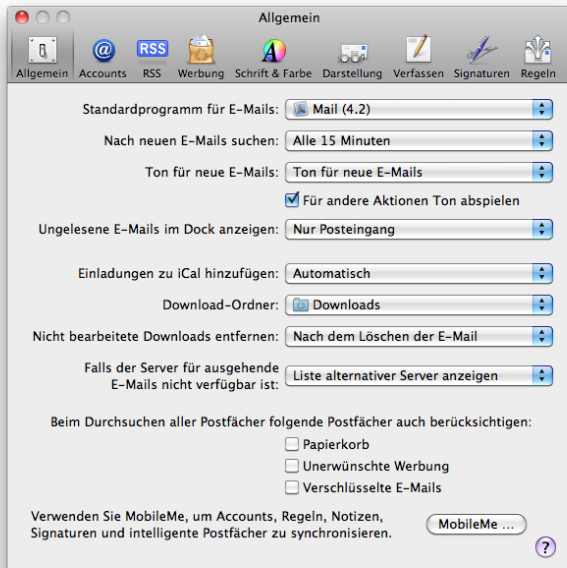 Allgemein
Allgemein Accounts RSS Werbung Schrift & Farbe Darstellung Verfassen Signaturen Regeln
Standardprogramm für E-Mails: Mail (4.2)
Nach neuen E-Mails suchen: Alle 15 Minuten
Ton für neue E-Mails: Ton für neue E-Mails
Für andere Aktionen Ton abspielen
Ungelesene E-Mails im Dock anzeigen: Nur Posteingang
Einladungen zu iCal hinzufügen: Automatisch
Download-Ordner: Downloads
Nicht bearbeitete Downloads entfernen: Nach dem Löschen der E-Mail
Falls der Server für ausgehende
E-Mails nicht verfügbar ist: Liste alternativer Server anzeigen
Beim Durchsuchen aller Postfächer folgende Postfächer auch berücksichtigen:
Papierkorb
Unerwünschte Werbung
Verschlüsselte E-Mails
Verwenden Sie MobileMe, um Accounts, Regeln, Notizen,
Signaturen und intelligente Postfächer zu synchronisieren.
MobileMe ...
?